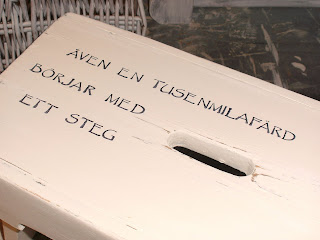 ÄVEN EN TUSENMILAFÄRD
BÖRJAR MED
ETT STEG